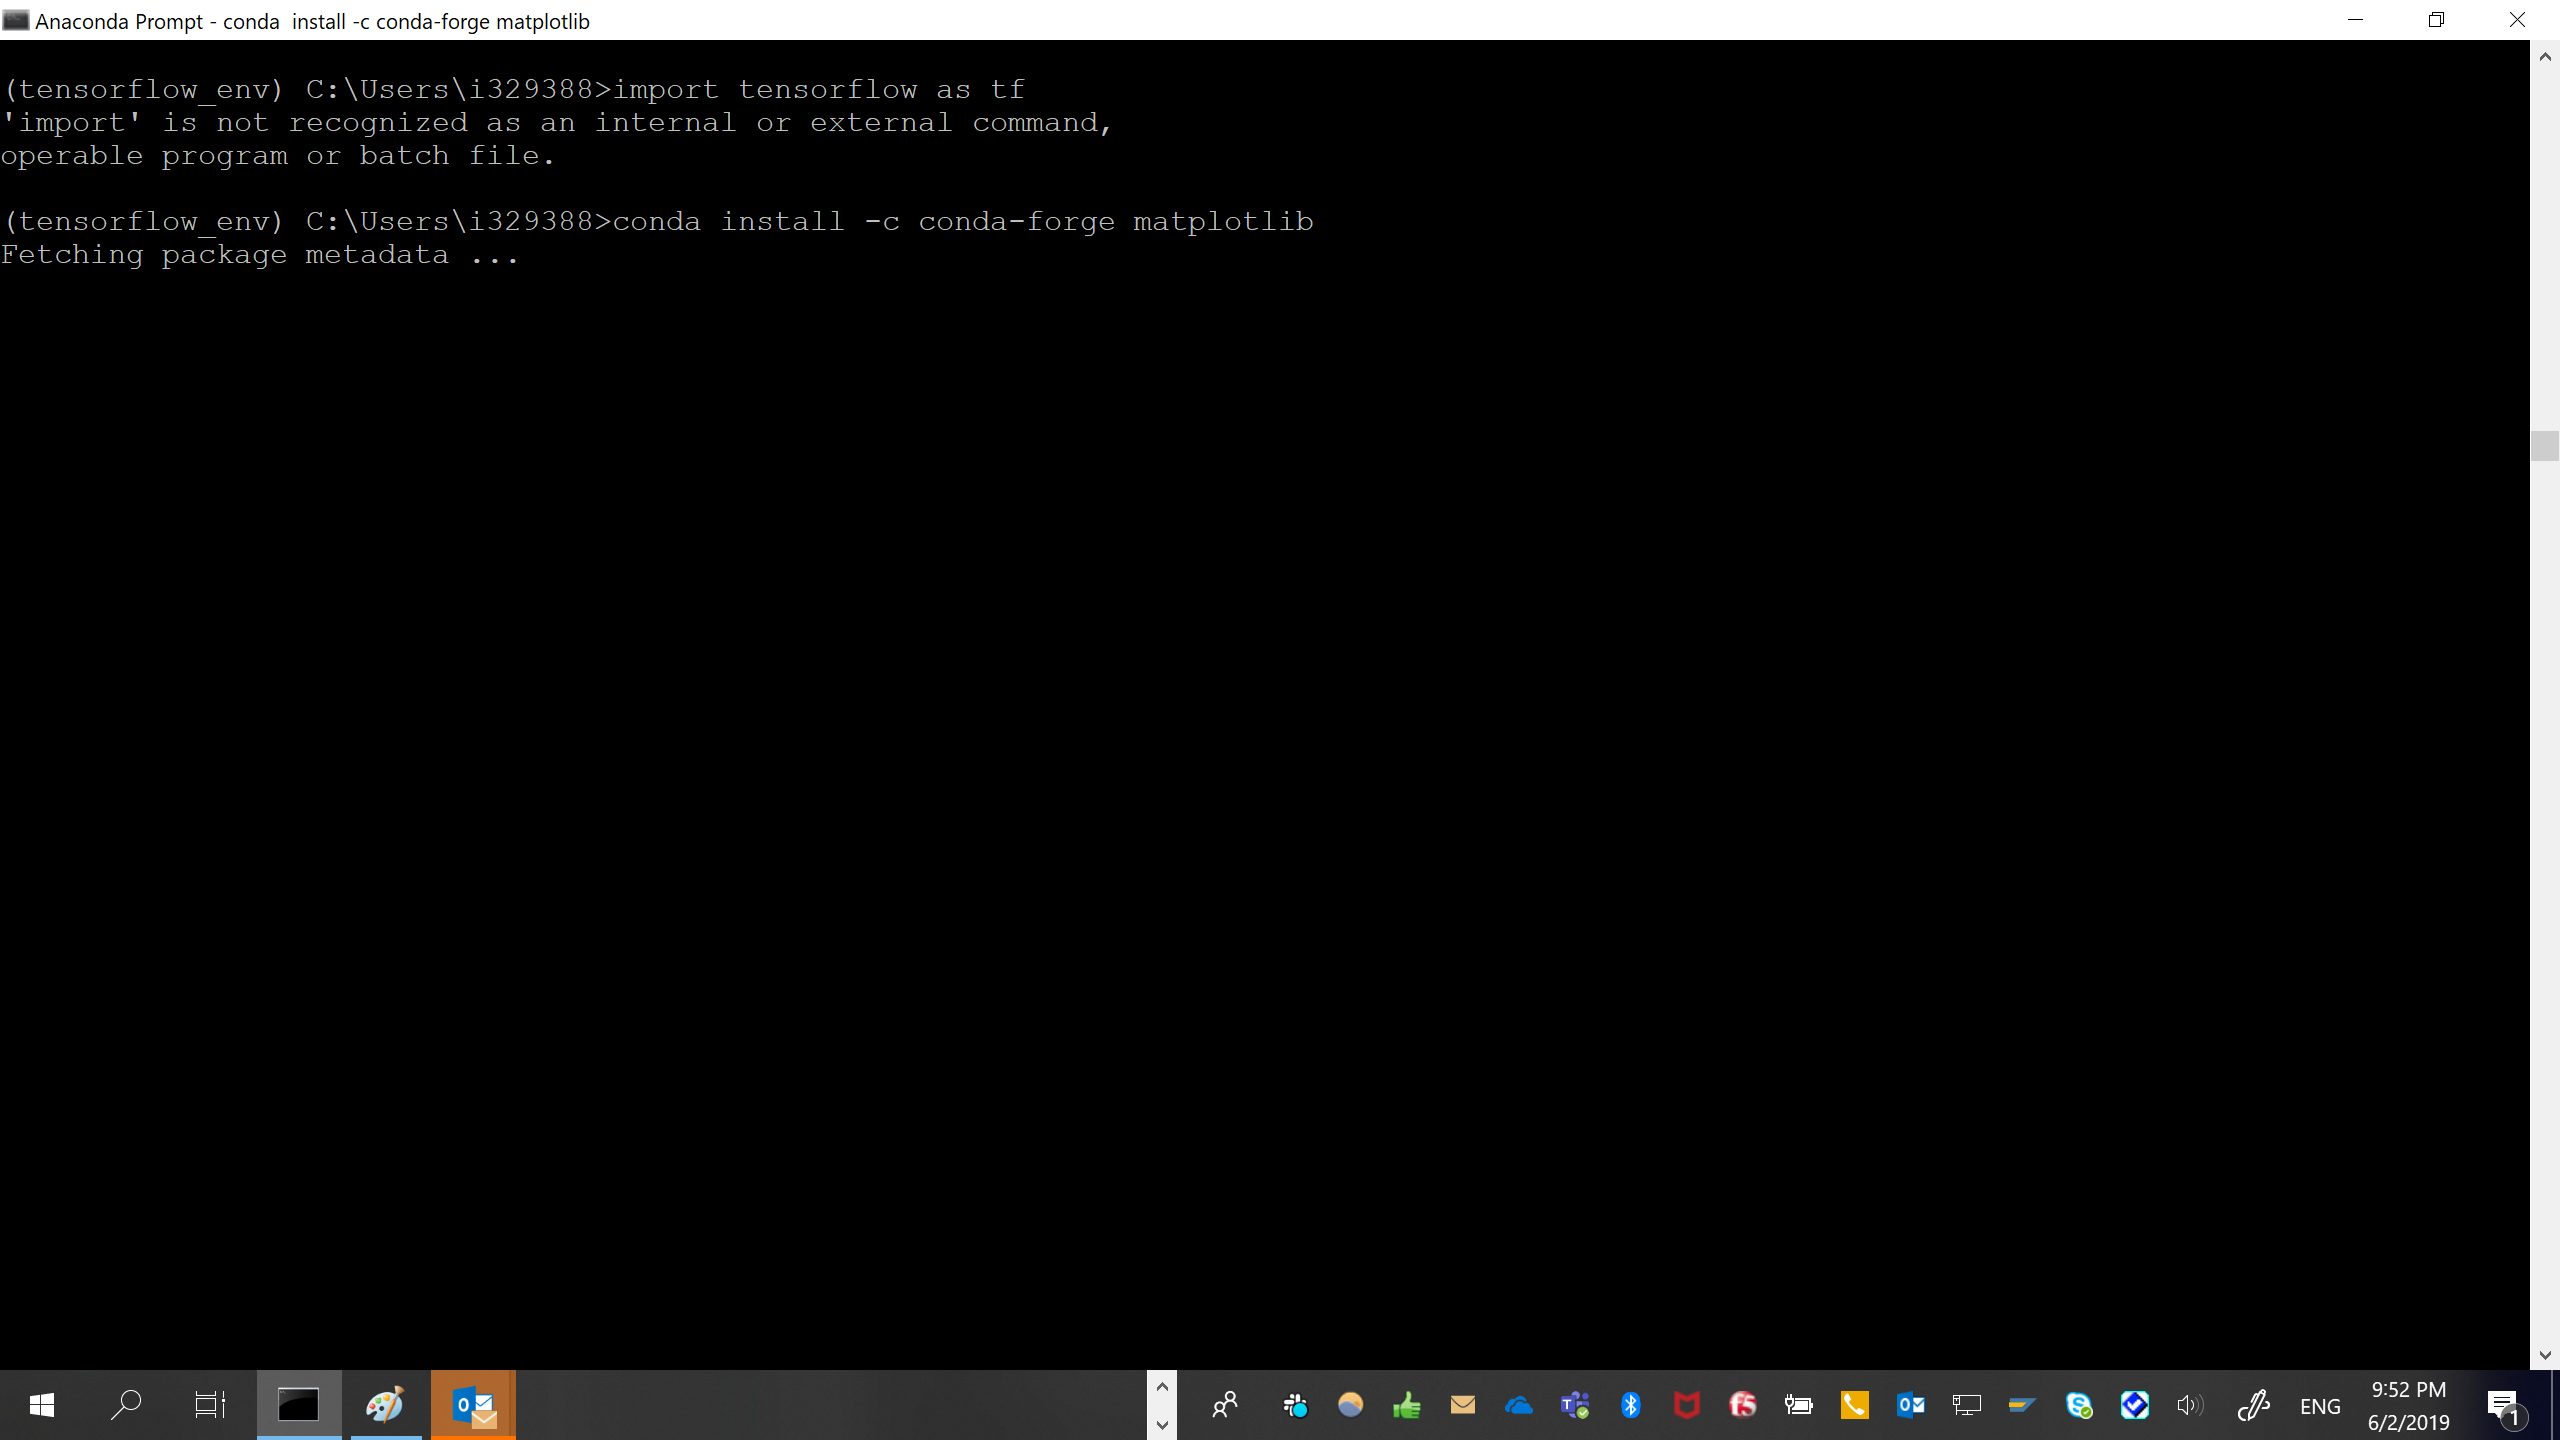 Anaconda Prompt - conda  install -c conda-forge matplotlib
(tensorflow_env) C:\Users\i329388>import tensorflow as tf
'import' is not recognized as an internal or external command,
operable program or batch file.
(tensorflow_env) C:\Users\i329388>conda install -c conda-forge matplotlib
Fetching package metadata ...
ENG
9:52 PM
6/2/2019
1